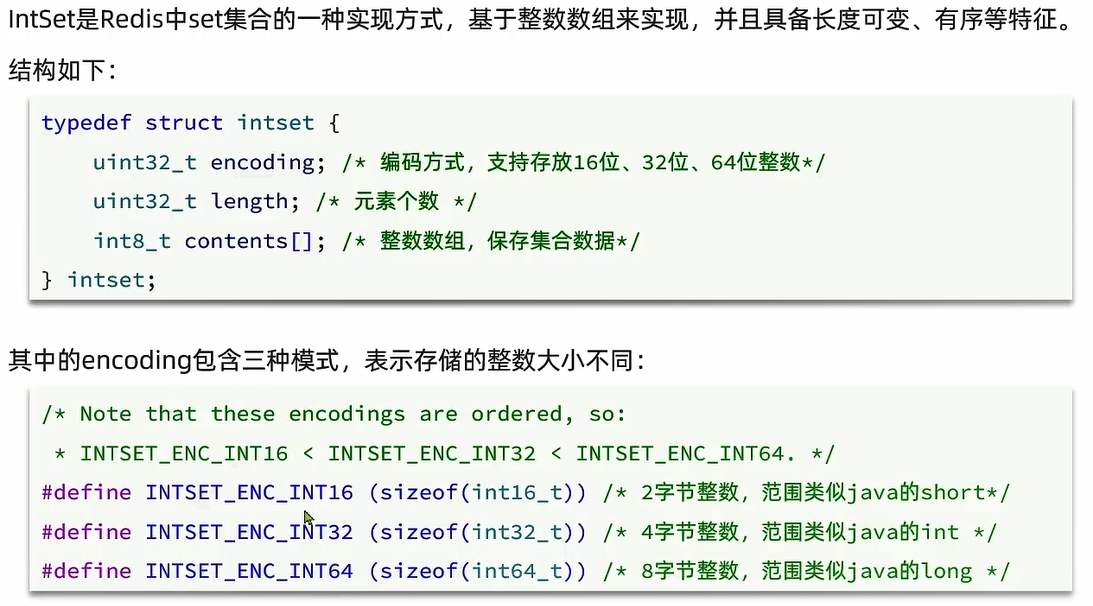 IntSet是Redis中set集合的一种实现方式，基于整数数组来实现，并且具备长度可变、有序等特征。
结构如下：
typedef struct intset {
    uint32_t encoding; /* 编码方式，支持存放16位、32位、64位整数*/
    uint32_t length; /* 元素个数 */
    int8_t contents[]; /* 整数数组，保存集合数据*/
} intset;
其中的encoding包含三种模式，表示存储的整数大小不同：
/* Note that these encodings are ordered, so:
 * INTSET_ENC_INT16 < INTSET_ENC_INT32 < INTSET_ENC_INT64. */
#define INTSET_ENC_INT16 (sizeof(int16_t)) /* 2字节整数，范围类似java的short*/
#define INTSET_ENC_INT32 (sizeof(int32_t)) /* 4字节整数，范围类似java的int */
#define INTSET_ENC_INT64 (sizeof(int64_t)) /* 8字节整数，范围类似java的long */